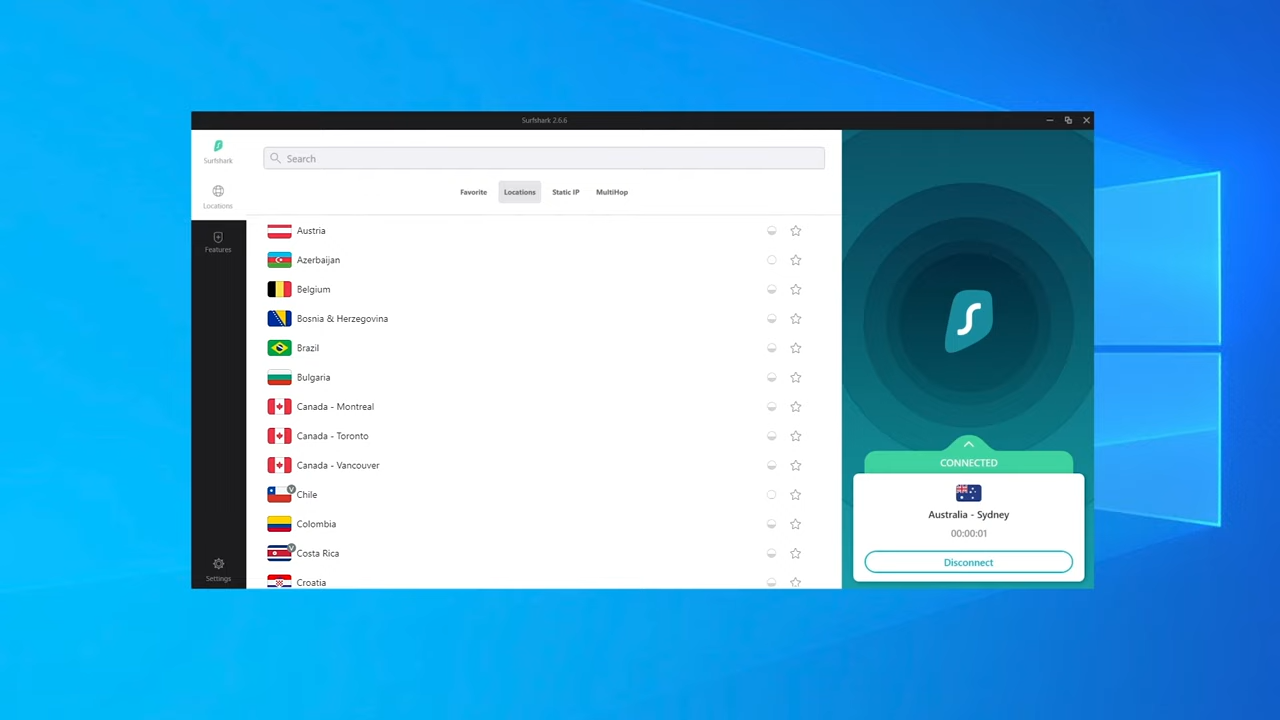 Surfshark 2.6.6
Surfshark
Locations
Features
Settings
Search
Favorite
Locations
Static IP
MultiHop
Austria
Azerbaijan
Belgium
Bosnia & Herzegovina
Brazil
Bulgaria
Canada - Montreal
Canada - Toronto
Canada - Vancouver
V
Chile
Colombia
V
Costa Rica
Croatia
CONNECTED
Australia - Sydney
00:00:01
Disconnect